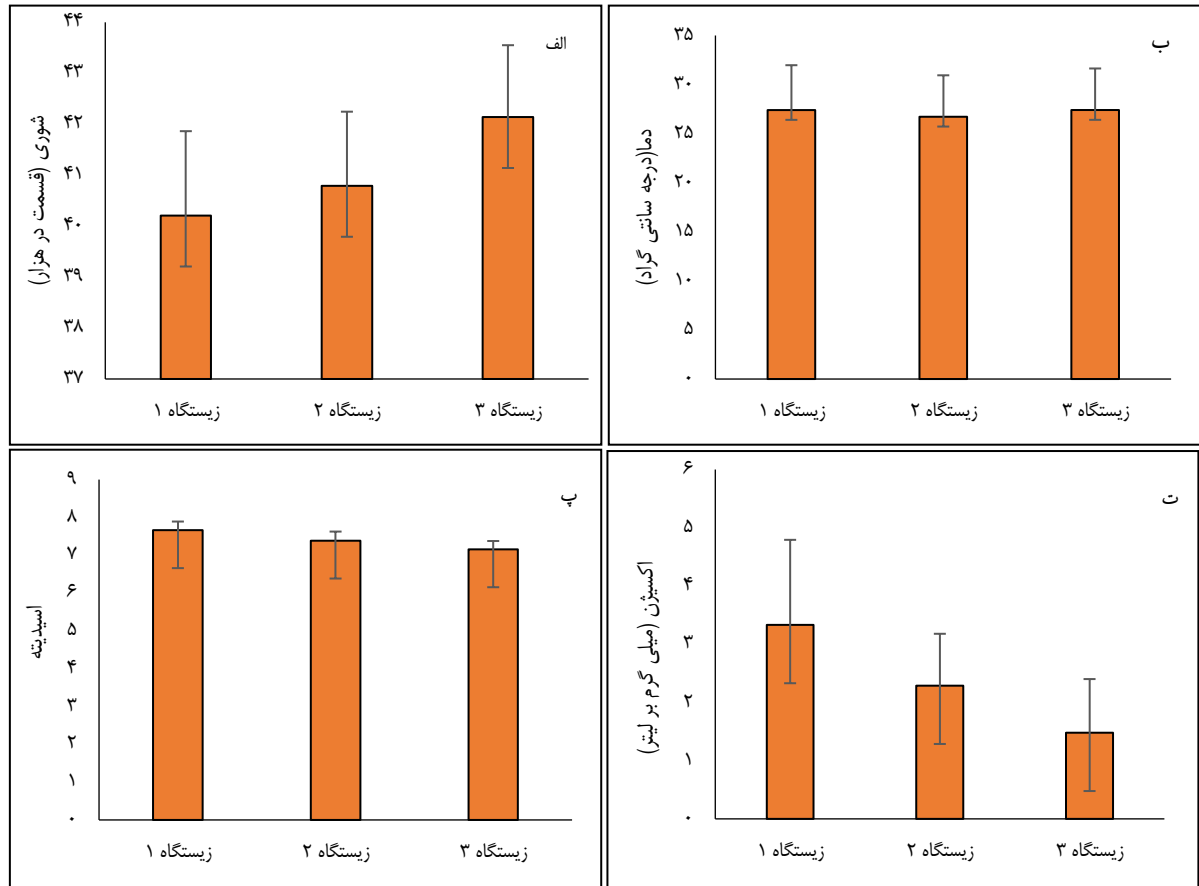 الف
شوری (قسمت در هزار)
۴۴
۴۳
۴۲
۴۱
۴۰
۳۹
۳۸
۳۷
زیستگاه ۱
زیستگاه ۲
زیستگاه ۳
ب
دما(درجه سانتی گراد)
۳۵
۳۰
۲۵
۲۰
۱۵
۱۰
۵
۰
زیستگاه ۱
زیستگاه ۲
زیستگاه ۳
پ
اسیدیته
۹
۸
۷
۶
۵
۴
۳
۲
۱
۰
زیستگاه ۱
زیستگاه ۲
زیستگاه ۳
ت
اکسیژن (میلی گرم بر لیتر)
۶
۵
۴
۳
۲
۱
۰
زیستگاه ۱
زیستگاه ۲
زیستگاه ۳